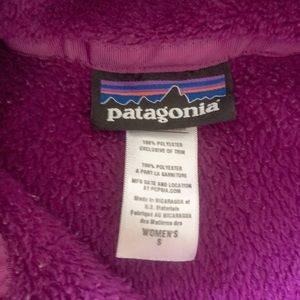 patagonia
100% POLYESTER
EXCLUSIVE OF TRIM
100% POLYESTER
A PART LA GARNITURE
MFG DATE AND LOCATION
AT PCPSIA.COM
Made in NICARAGUA of
U.S. Materials
Fabriqué AU NICARAGUA
des Matières des
WOMEN'S
S